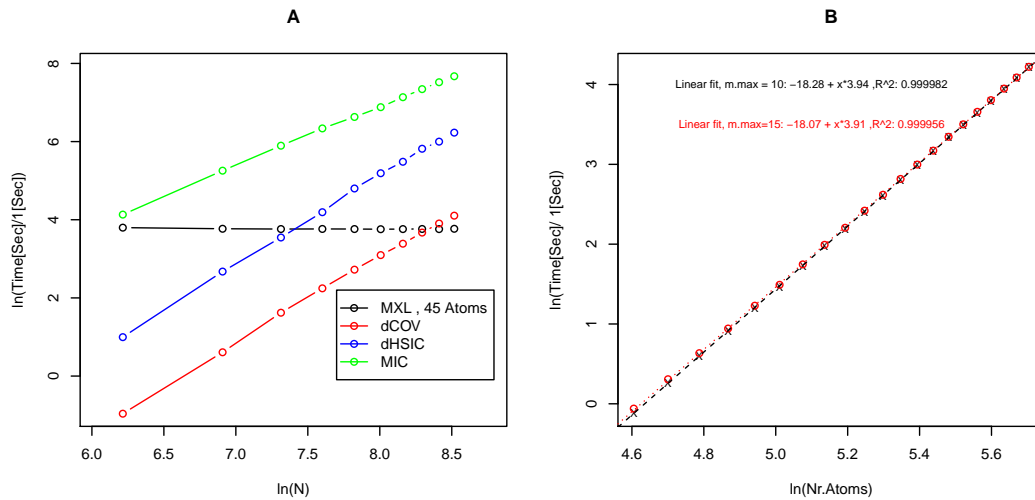 A
ln(Time[Sec]/1[Sec])
8
6
4
2
0
6.0
6.5
7.0
7.5
8.0
8.5
ln(N)
MXL , 45 Atoms
dCOV
dHSIC
MIC
B
ln(Time[Sec]/ 1[Sec])
4
3
2
1
0
4.6
4.8
5.0
5.2
5.4
5.6
ln(Nr.Atoms)
Linear fit, m.max = 10: −18.28 + x*3.94 ,R^2: 0.999982
Linear fit, m.max=15: −18.07 + x*3.91 ,R^2: 0.999956